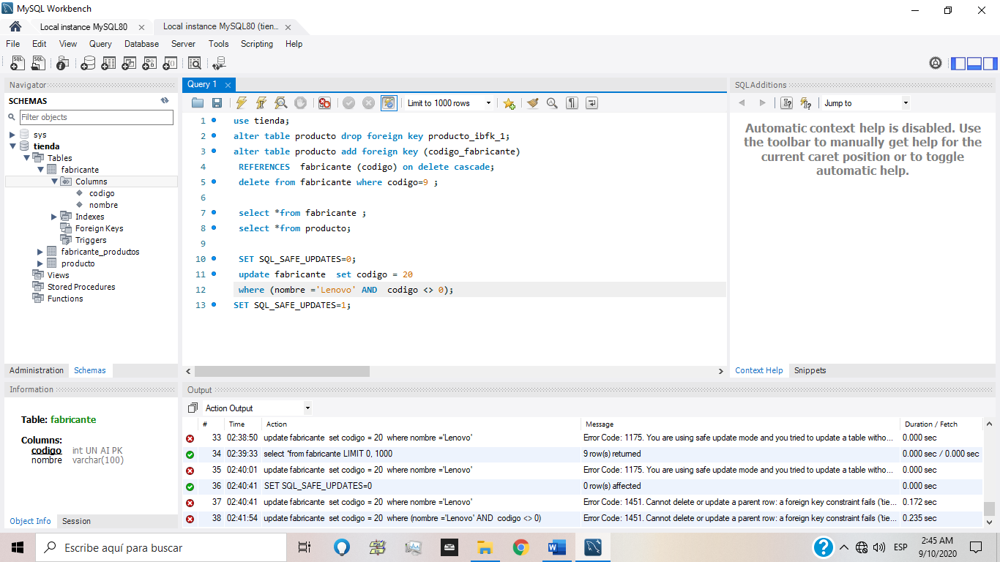 MySQL Workbench
Local instance MySQL80 × Local instance MySQL80 (tien... ×
File Edit View Query Database Server Tools Scripting Help
Navigator
SCHEMAS
Filter objects
sys
tienda
Tables
fabricante
Columns
codigo
nombre
Indexes
Foreign Keys
Triggers
fabricante_productos
producto
Views
Stored Procedures
Functions
Administration Schemas
Information
Table: fabricante
Columns:
codigo int UN AI PK
nombre varchar(100)
Object Info Session
Query 1 ×
Limit to 1000 rows
1 use tienda;
2 alter table producto drop foreign key producto_ibfk_1;
3 alter table producto add foreign key (codigo_fabricante)
4 REFERENCES fabricante (codigo) on delete cascade;
5 delete from fabricante where codigo=9 ;
6
7 select *from fabricante ;
8 select *from producto;
9
10 SET SQL_SAFE_UPDATES=0;
11 update fabricante set codigo = 20
12 where (nombre ='Lenovo' AND codigo <> 0);
13 SET SQL_SAFE_UPDATES=1;
SQLAdditions
Jump to
Automatic context help is disabled. Use
the toolbar to manually get help for the
current caret position or to toggle
automatic help.
Context Help Snippets
Output
Action Output
# Time Action Message Duration / Fetch
33 02:38:50 update fabricante set codigo = 20 where nombre ='Lenovo' Error Code: 1175. You are using safe update mode and you tried to update a table witho... 0.000 sec
34 02:39:33 select *from fabricante LIMIT 0, 1000 9 row(s) returned 0.000 sec / 0.000 sec
35 02:40:01 update fabricante set codigo = 20 where nombre ='Lenovo' Error Code: 1175. You are using safe update mode and you tried to update a table witho... 0.000 sec
36 02:40:41 SET SQL_SAFE_UPDATES=0 0 row(s) affected 0.000 sec
37 02:40:41 update fabricante set codigo = 20 where nombre ='Lenovo' Error Code: 1451. Cannot delete or update a parent row: a foreign key constraint fails (`tie... 0.172 sec
38 02:41:54 update fabricante set codigo = 20 where (nombre ='Lenovo' AND codigo <> 0) Error Code: 1451. Cannot delete or update a parent row: a foreign key constraint fails (`tie... 0.235 sec
Escribe aquí para buscar
ESP
2:45 AM
9/10/2020